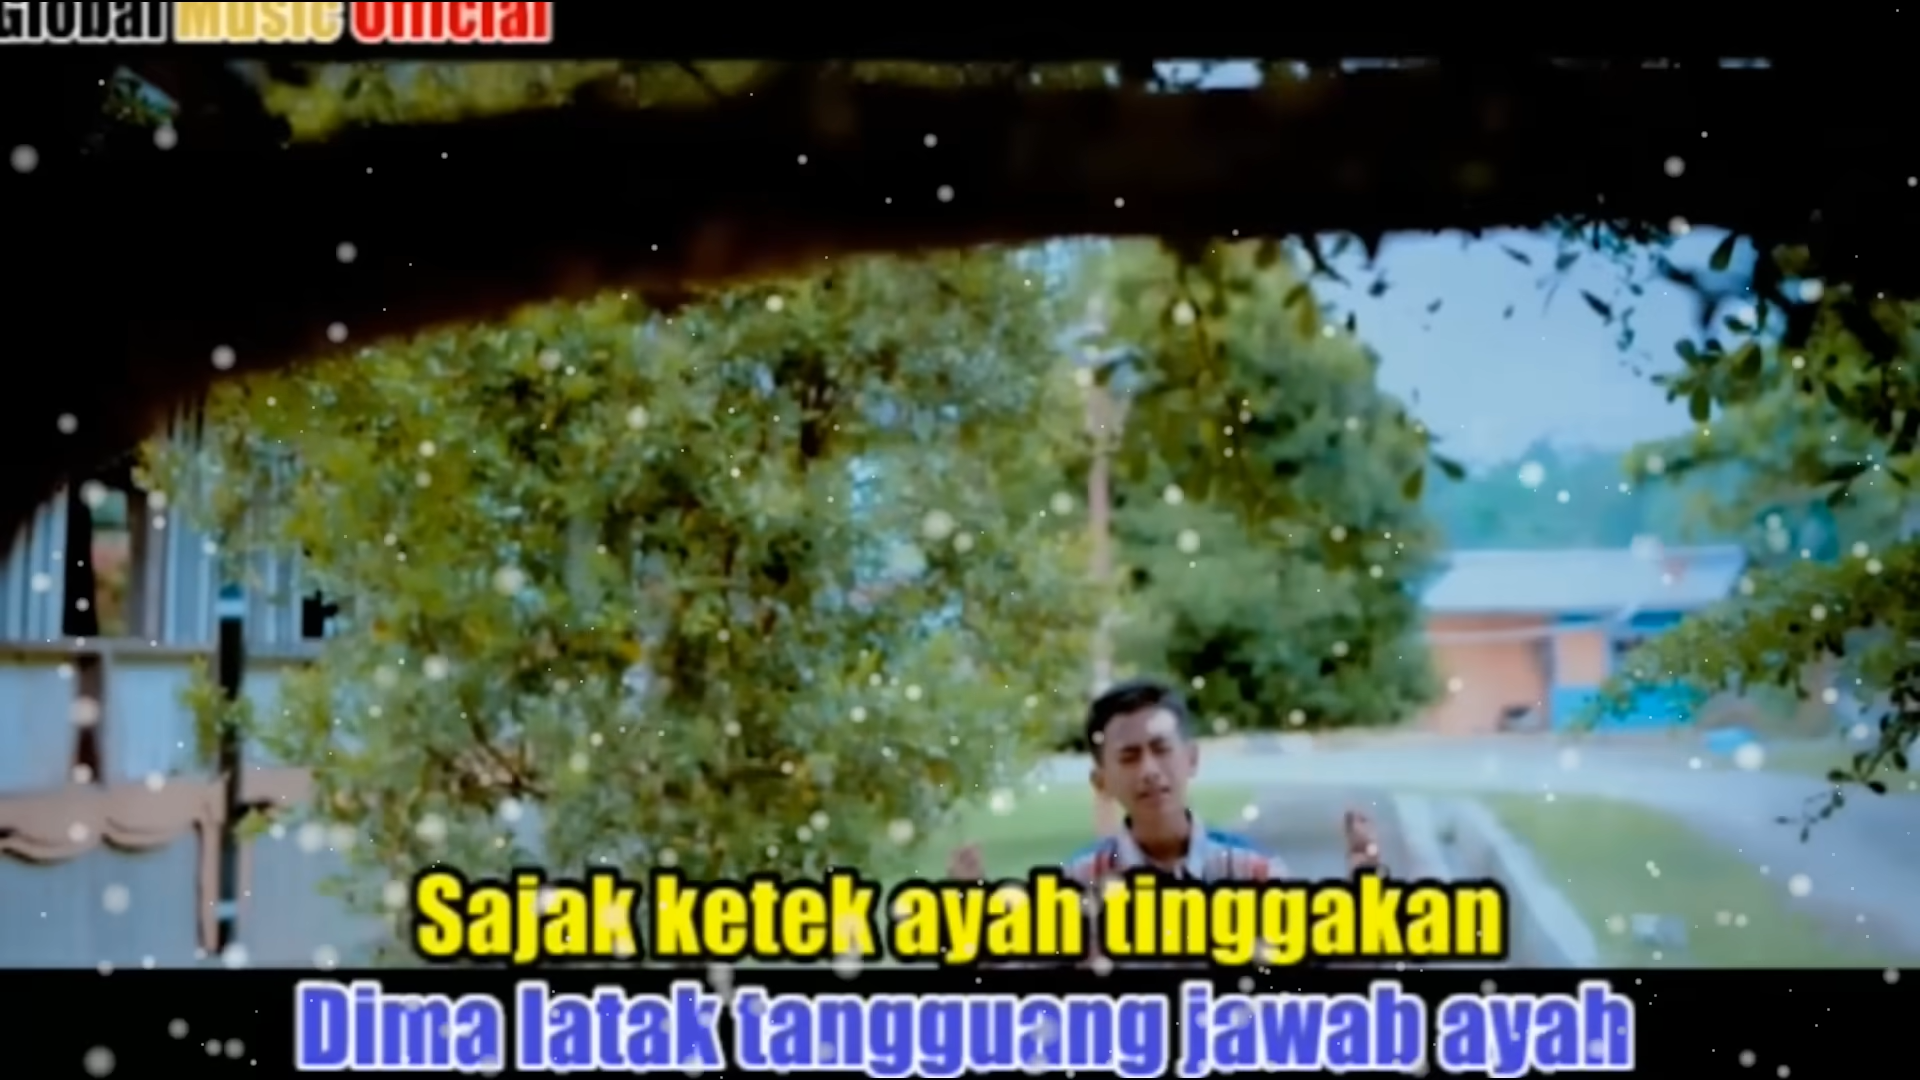 Global Music Official
Sajak ketek ayah tinggakan
Dima latak tangguang jawab ayah